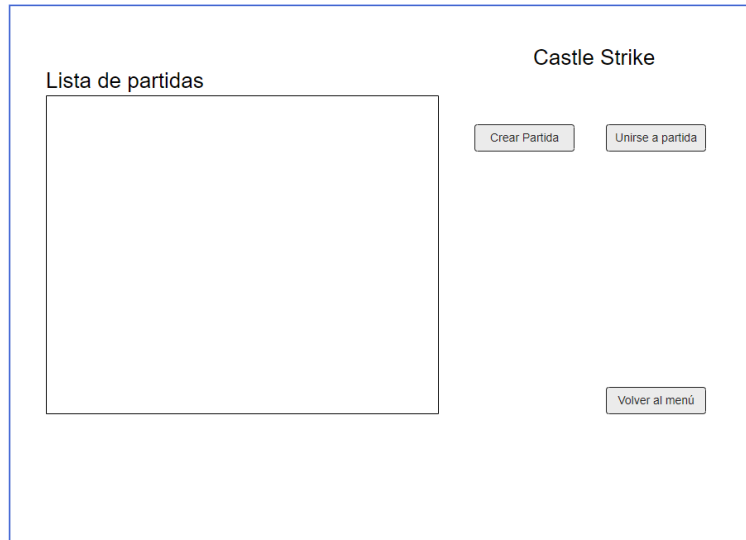 Castle Strike
Lista de partidas
Crear Partida
Unirse a partida
Volver al menú